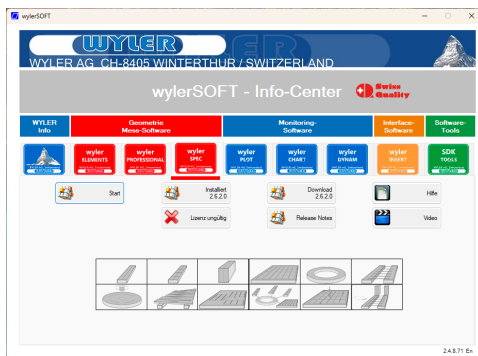 wylerSOFT
WYLER
WYLER AG CH-8405 WINTERTHUR / SWITZERLAND
wylerSOFT - Info-Center
Swiss
Quality
WYLER
Info
Geometrie
Mess-Software
Monitoring-
Software
Interface-
Software
Software-
Tools
wyler
ELEMENTS
wyler
PROFESSIONAL
wyler
SPEC
wyler
PLOT
wyler
CHART
wyler
DYNAM
wyler
INSERT
SDK
TOOLS
Start
Installiert
2.6.2.0
Download
2.6.2.0
Hilfe
Lizenz ungültig
Release Notes
Video
2.4.8.71 En